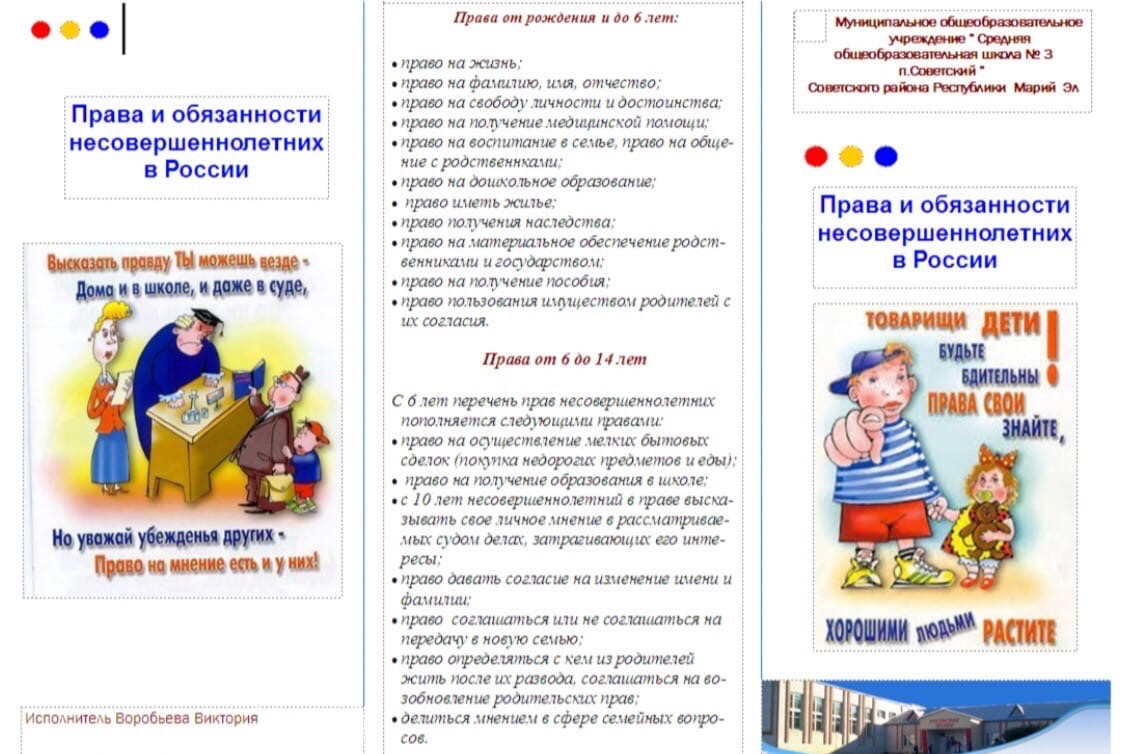 Права и обязанности
несовершеннолетних
в России
Высказать правду ТЫ можешь везде -
Дома и в школе, и даже в суде,
Но уважай убежденья других -
Право на мнение есть и у них!
Исполнитель Воробьева Виктория
Права от рождения и до 6 лет:
• право на жизнь;
• право на фамилию, имя, отчество;
• право на свободу личности и достоинства;
• право на получение медицинской помощи;
• право на воспитание в семье, право на обще-
ние с родственнками;
• право на дошкольное образование;
• право иметь жилье;
• право получения наследства;
• право на материальное обеспечение родст-
венниками и государством;
• право на получение пособия;
• право пользования имуществом родителей с
их согласия.
Права от 6 до 14 лет
С 6 лет перечень прав несовершеннолетних
пополняется следующими правами:
• право на осуществление мелких бытовых
сделок (покупка недорогих предметов и еды);
• право на получение образования в школе;
• с 10 лет несовершеннолетний в праве выска-
зывать свое личное мнение в рассматривае-
мых судом делах, затрагивающих его инте-
ресы;
• право давать согласие на изменение имени и
фамилии;
• право соглашаться или не соглашаться на
передачу в новую семью;
• право определяться с кем из родителей
жить после их развода, соглашаться на во-
зобновление родительских прав;
• делиться мнением в сфере семейных вопро-
сов.
Муниципальное общеобразовательное
учреждение " Средняя
общеобразовательная школа № 3
п.Советский "
Советского района Республики Марий Эл
Права и обязанности
несовершеннолетних
в России
ТОВАРИЩИ ДЕТИ!
БУДЬТЕ
БДИТЕЛЬНЫ
ПРАВА СВОИ
ЗНАЙТЕ,
ХОРОШИМИ ЛЮДЬМИ РАСТИТЕ